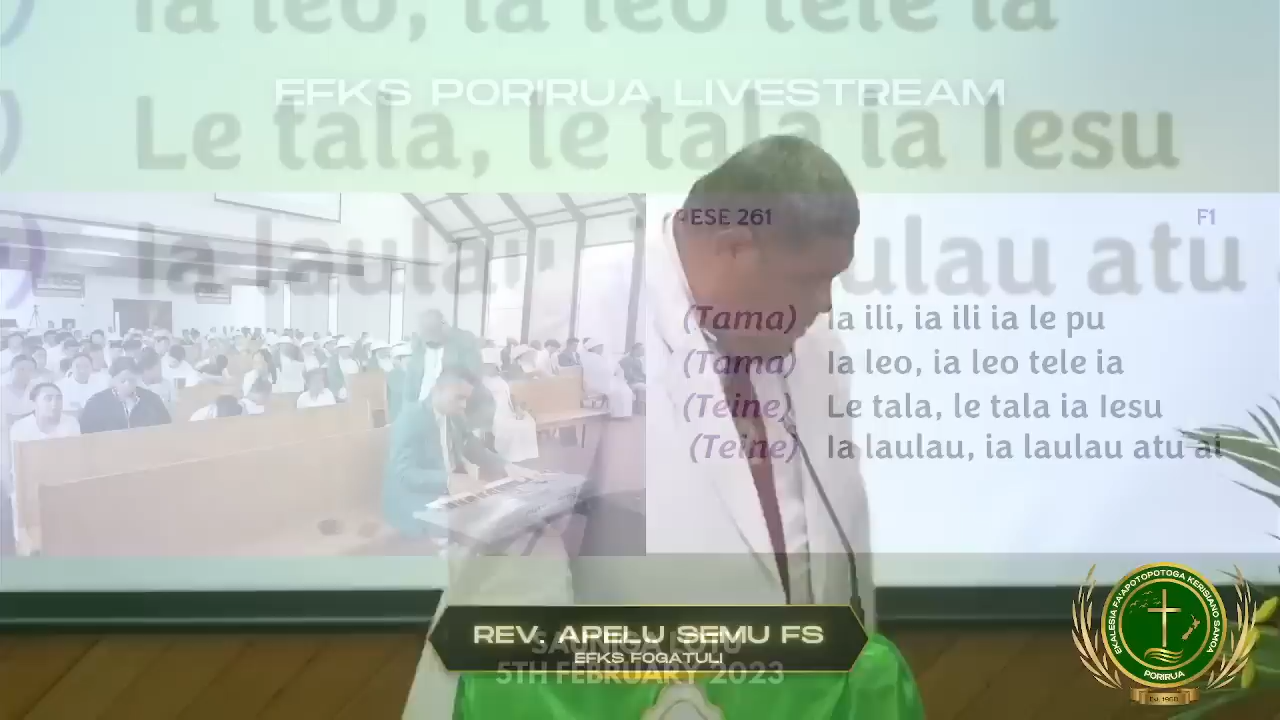 Ia leo, ia leo tele ia
EFKS PORIRUA LIVESTREAM
Le tala, le tala ia Iesu
Ia laulau, ia laulau atu
PESE 261 F1
(Tama) Ia ili, ia ili ia le pu
(Tama) Ia leo, ia leo tele ia
(Teine) Le tala, le tala ia Iesu
(Teine) Ia laulau, ia laulau atu ai
REV. APELU SEMU FS
EFKS FOGATULI
5TH FEBRUARY 2023
EKALESIA FA'APOTOPOTOGA KERISIANO SAMOA
PORIRUA